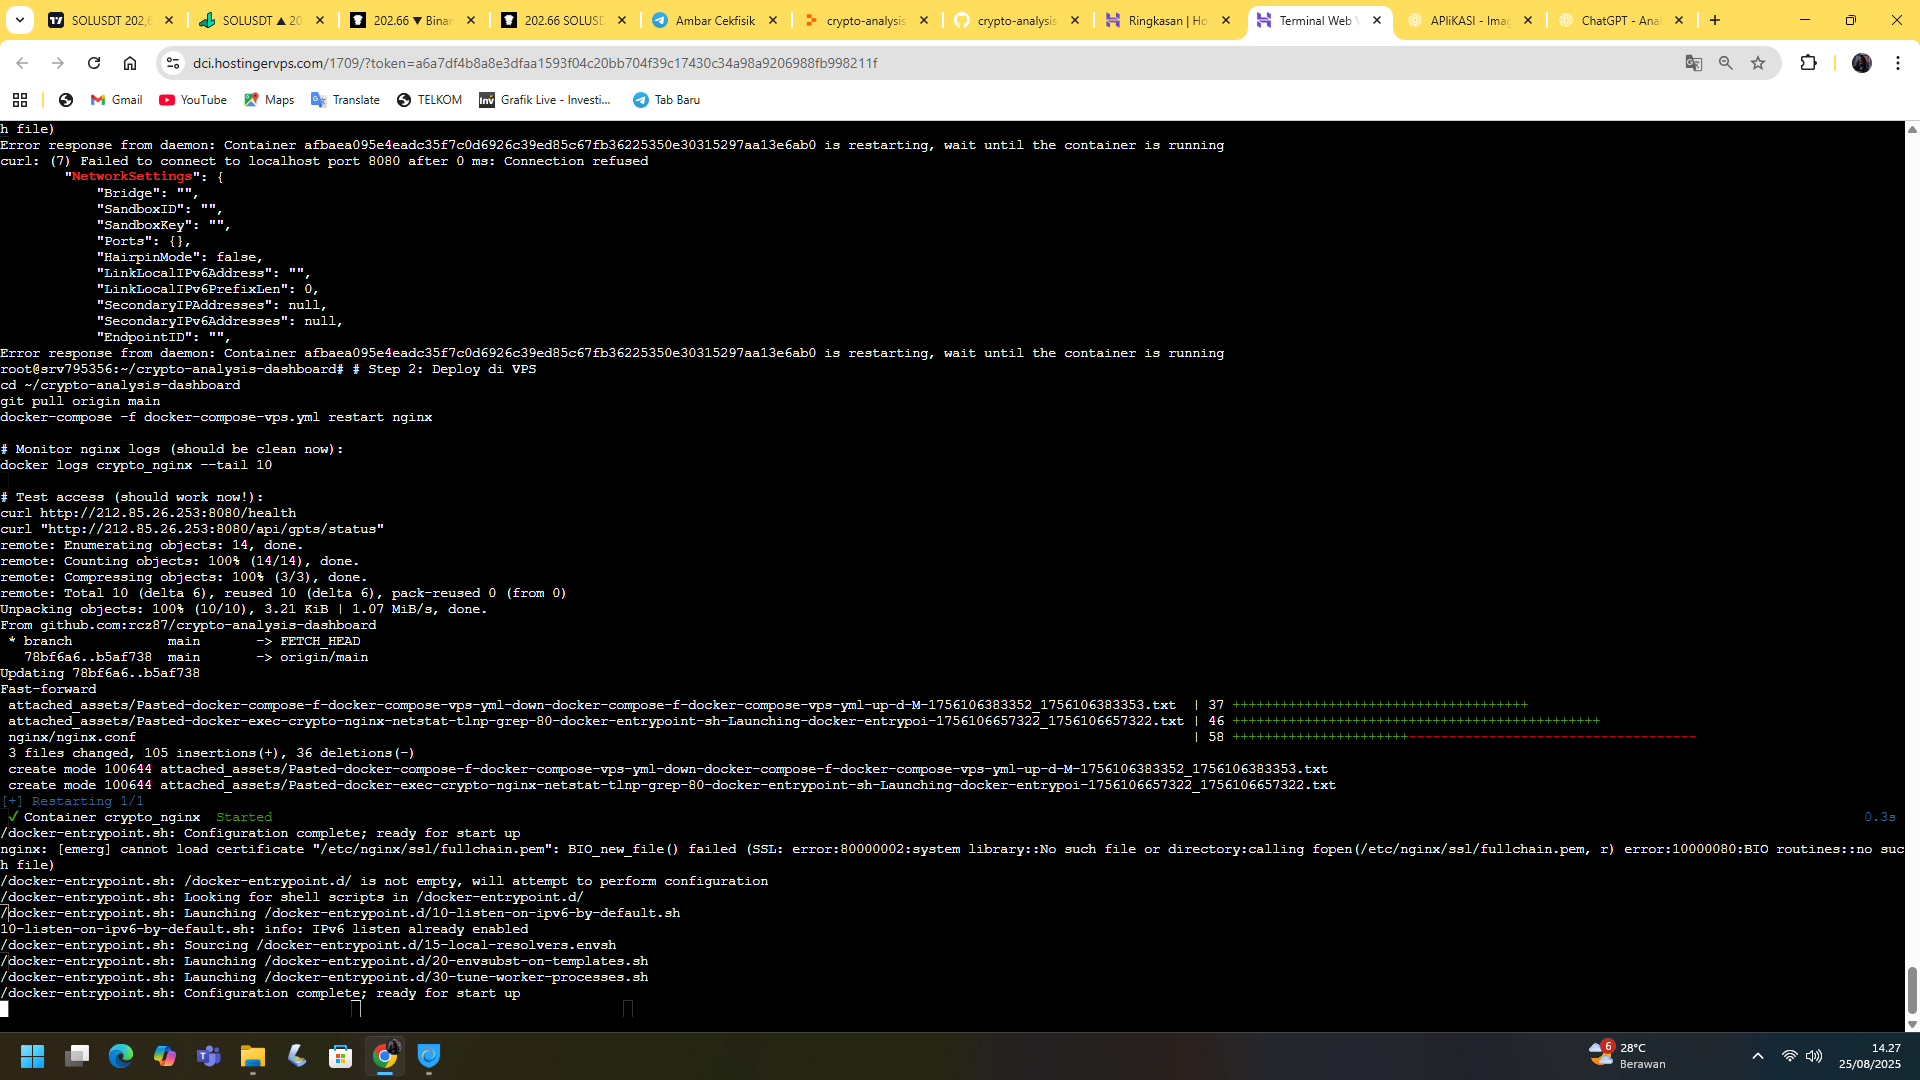 SOLUSDT 202,6
SOLUSDT ▲ 20
202.66 ▼ Binan
202.66 SOLUSD
Ambar Cekfisik
crypto-analysis
crypto-analysis
Ringkasan | Ho
Terminal Web
APliKASI - Imag
ChatGPT - Anal
dci.hostingervps.com/1709/?token=a6a7df4b8a8e3dfaa1593f04c20bb704f39c17430c34a98a9206988fb998211f
Gmail
YouTube
Maps
Translate
TELKOM
Grafik Live - Investi...
Tab Baru
h file)
Error response from daemon: Container afbaea095e4eadc35f7c0d6926c39ed85c67fb36225350e30315297aa13e6ab0 is restarting, wait until the container is running
curl: (7) Failed to connect to localhost port 8080 after 0 ms: Connection refused
"NetworkSettings": {
"Bridge": "",
"SandboxID": "",
"SandboxKey": "",
"Ports": {},
"HairpinMode": false,
"LinkLocalIPv6Address": "",
"LinkLocalIPv6PrefixLen": 0,
"SecondaryIPAddresses": null,
"SecondaryIPv6Addresses": null,
"EndpointID": "",
Error response from daemon: Container afbaea095e4eadc35f7c0d6926c39ed85c67fb36225350e30315297aa13e6ab0 is restarting, wait until the container is running
root@srv795356:~/crypto-analysis-dashboard# # Step 2: Deploy di VPS
cd ~/crypto-analysis-dashboard
git pull origin main
docker-compose -f docker-compose-vps.yml restart nginx
# Monitor nginx logs (should be clean now):
docker logs crypto_nginx --tail 10
# Test access (should work now!):
curl http://212.85.26.253:8080/health
curl "http://212.85.26.253:8080/api/gpts/status"
remote: Enumerating objects: 14, done.
remote: Counting objects: 100% (14/14), done.
remote: Compressing objects: 100% (3/3), done.
remote: Total 10 (delta 6), reused 10 (delta 6), pack-reused 0 (from 0)
Unpacking objects: 100% (10/10), 3.21 KiB | 1.07 MiB/s, done.
From github.com:rcz87/crypto-analysis-dashboard
* branch main -> FETCH_HEAD
78bf6a6..b5af738 main -> origin/main
Updating 78bf6a6..b5af738
Fast-forward
attached_assets/Pasted-docker-compose-f-docker-compose-vps-yml-down-docker-compose-f-docker-compose-vps-yml-up-d-M-1756106383352_1756106383353.txt | 37 +++++++++++++++++++++++++++++++++++++
attached_assets/Pasted-docker-exec-crypto-nginx-netstat-tlnp-grep-80-docker-entrypoint-sh-Launching-docker-entrypoi-1756106657322_1756106657322.txt | 46 ++++++++++++++++++++++++++++++++++++++++++++++
nginx/nginx.conf | 58 ++++++++++++++++++++++------------------------------------
3 files changed, 105 insertions(+), 36 deletions(-)
create mode 100644 attached_assets/Pasted-docker-compose-f-docker-compose-vps-yml-down-docker-compose-f-docker-compose-vps-yml-up-d-M-1756106383352_1756106383353.txt
create mode 100644 attached_assets/Pasted-docker-exec-crypto-nginx-netstat-tlnp-grep-80-docker-entrypoint-sh-Launching-docker-entrypoi-1756106657322_1756106657322.txt
[+] Restarting 1/1
✓ Container crypto_nginx Started 0.3s
/docker-entrypoint.sh: Configuration complete; ready for start up
nginx: [emerg] cannot load certificate "/etc/nginx/ssl/fullchain.pem": BIO_new_file() failed (SSL: error:80000002:system library::No such file or directory:calling fopen(/etc/nginx/ssl/fullchain.pem, r) error:10000080:BIO routines::no suc
h file)
/docker-entrypoint.sh: /docker-entrypoint.d/ is not empty, will attempt to perform configuration
/docker-entrypoint.sh: Looking for shell scripts in /docker-entrypoint.d/
/docker-entrypoint.sh: Launching /docker-entrypoint.d/10-listen-on-ipv6-by-default.sh
10-listen-on-ipv6-by-default.sh: info: IPv6 listen already enabled
/docker-entrypoint.sh: Sourcing /docker-entrypoint.d/15-local-resolvers.envsh
/docker-entrypoint.sh: Launching /docker-entrypoint.d/20-envsubst-on-templates.sh
/docker-entrypoint.sh: Launching /docker-entrypoint.d/30-tune-worker-processes.sh
/docker-entrypoint.sh: Configuration complete; ready for start up
6
28°C
Berawan
14.27
25/08/2025